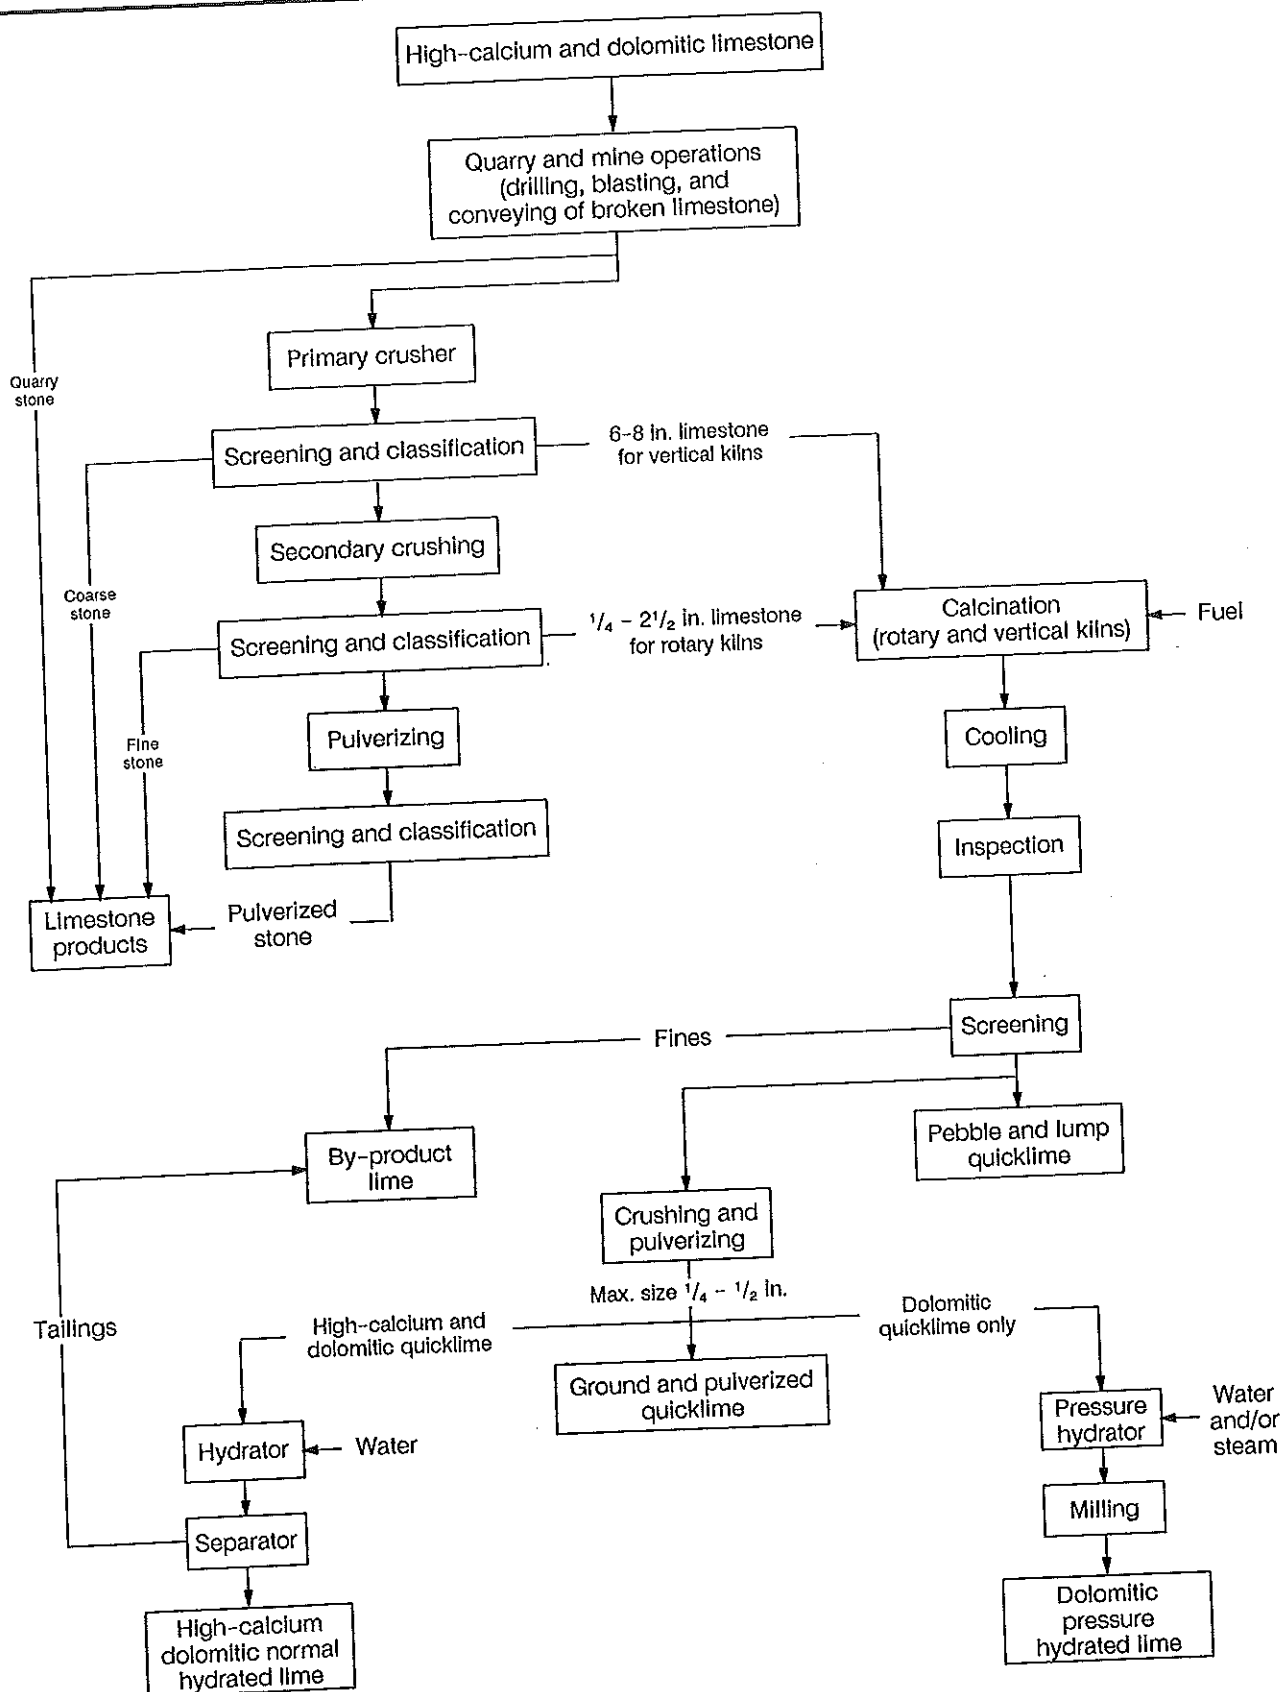 High-calcium and dolomitic limestone
Quarry and mine operations
(drilling, blasting, and
conveying of broken limestone)
Primary crusher
Quarry
stone
Screening and classification
6-8 in. limestone
for vertical kilns
Secondary crushing
Coarse
stone
Screening and classification
1/4 - 2 1/2 in. limestone
for rotary kilns
Calcination
(rotary and vertical kilns)
Fuel
Pulverizing
Cooling
Fine
stone
Screening and classification
Inspection
Limestone
products
Pulverized
stone
Screening
Fines
By-product
lime
Pebble and lump
quicklime
Crushing and
pulverizing
Max. size 1/4 - 1/2 in.
Tailings
High-calcium and
dolomitic quicklime
Dolomitic
quicklime only
Ground and pulverized
quicklime
Hydrator
Water
Pressure
hydrator
Water
and/or
steam
Separator
Milling
High-calcium
dolomitic normal
hydrated lime
Dolomitic
pressure
hydrated lime